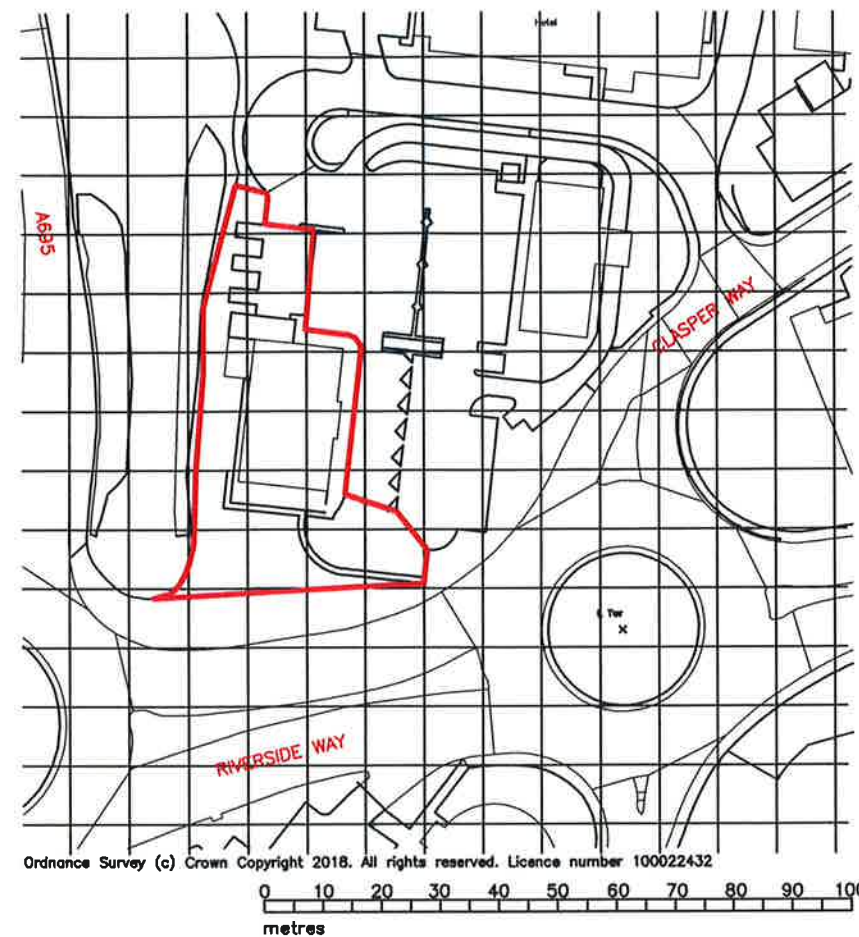 Hotel
A695
CLASPER WAY
Twr
RIVERSIDE WAY
Ordnance Survey (c) Crown Copyright 2018. All rights reserved. Licence number 100022432
0 10 20 30 40 50 60 70 80 90
metres